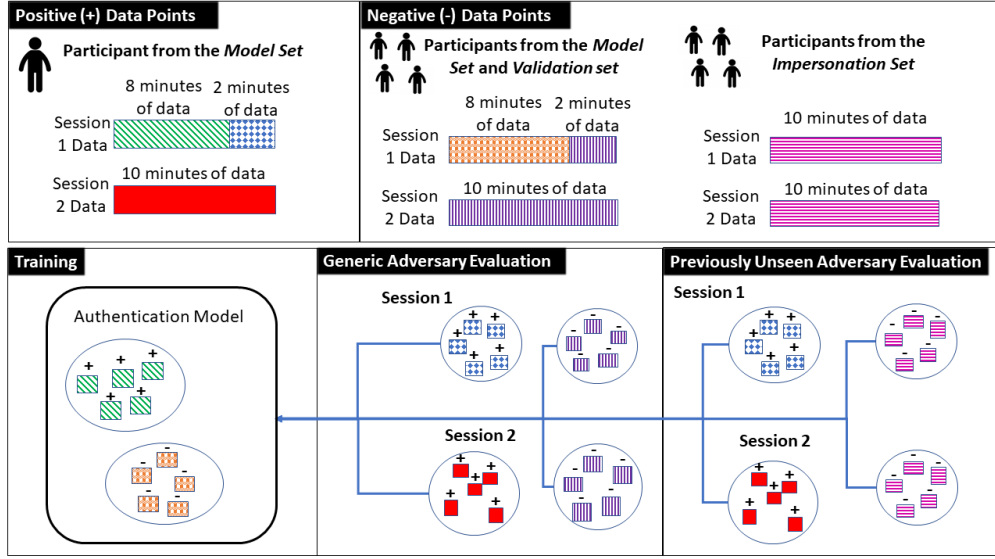 Positive (+) Data Points
Participant from the Model Set
8 minutes
of data
2 minutes
of data
Session
1 Data
10 minutes of data
Session
2 Data
Negative (-) Data Points
Participants from the Model
Set and Validation set
8 minutes
of data
2 minutes
of data
Session
1 Data
10 minutes of data
Session
2 Data
Participants from the
Impersonation Set
10 minutes of data
Session
1 Data
10 minutes of data
Session
2 Data
Training
Authentication Model
+ + +
+ +
- - -
- -
Generic Adversary Evaluation
Session 1
+ + +
+ +
- - -
- -
Session 2
+ + +
+ +
- - -
- -
Previously Unseen Adversary Evaluation
Session 1
+ + +
+ +
- - -
- -
Session 2
+ + +
+ +
- - -
- -